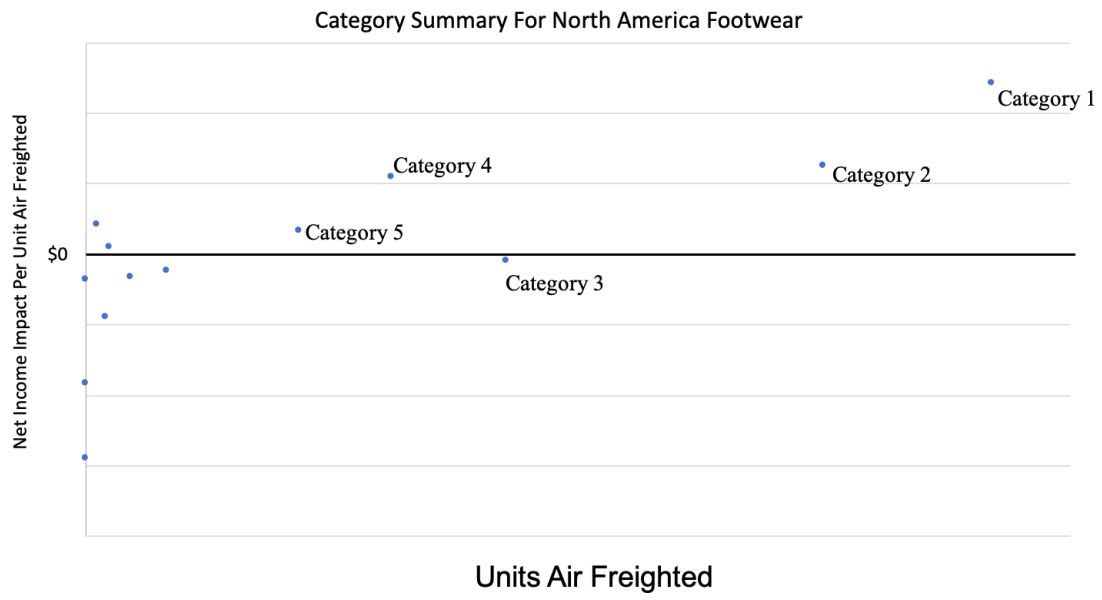 Category Summary For North America Footwear
Category 1
Category 4
Category 2
Category 5
$0
Category 3
Net Income Impact Per Unit Air Freighted
Units Air Freighted